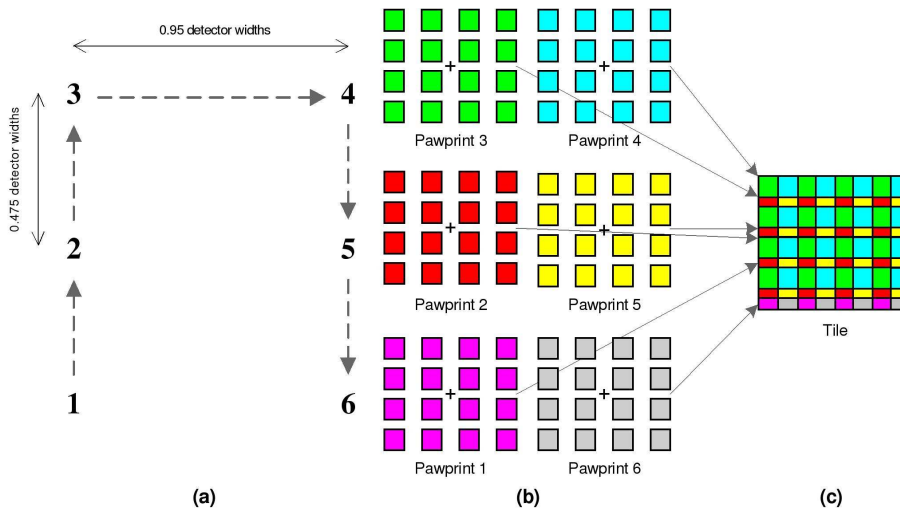 0.95 detector widths
0.475 detector widths
3
4
2
5
1
6
+
+
Pawprint 3
Pawprint 4
+
+
Pawprint 2
Pawprint 5
+
+
Pawprint 1
Pawprint 6
Tile
(a)
(b)
(c)